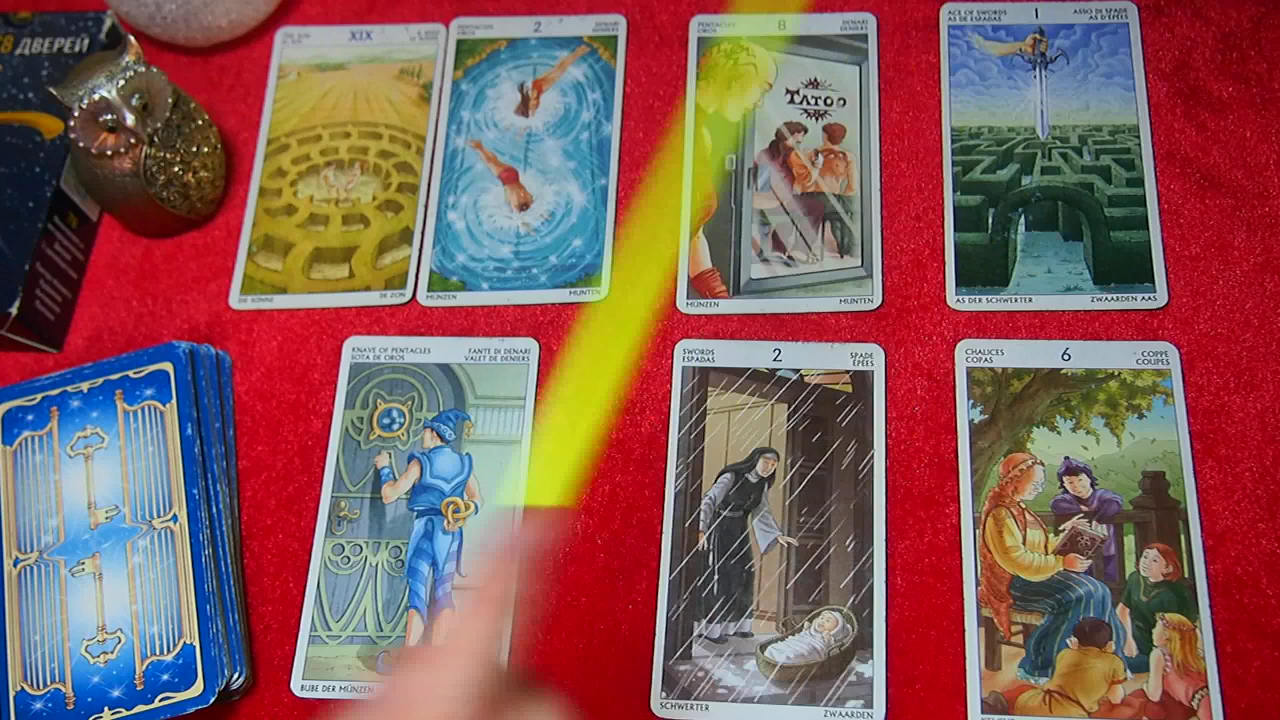 8 ДВЕРЕЙ
XIX
DIE SONNE
DE ZON
PENTACLES
OROS
2
DENARI
DENIERS
MÜNZEN
MUNTEN
PENTACLES
OROS
8
DENARI
DENIERS
TATOO
MÜNZEN
MUNTEN
ACE OF SWORDS
AS DE ESPADAS
1
ASSO DI SPADE
AS D'ÉPÉES
AS DER SCHWERTER
ZWAARDEN AAS
KNAVE OF PENTACLES
SOTA DE OROS
FANTE DI DENARI
VALET DE DENIERS
BUBE DER MÜNZEN
SWORDS
ESPADAS
2
SPADE
ÉPÉES
SCHWERTER
ZWAARDEN
CHALICES
COPAS
6
COPPE
COUPES